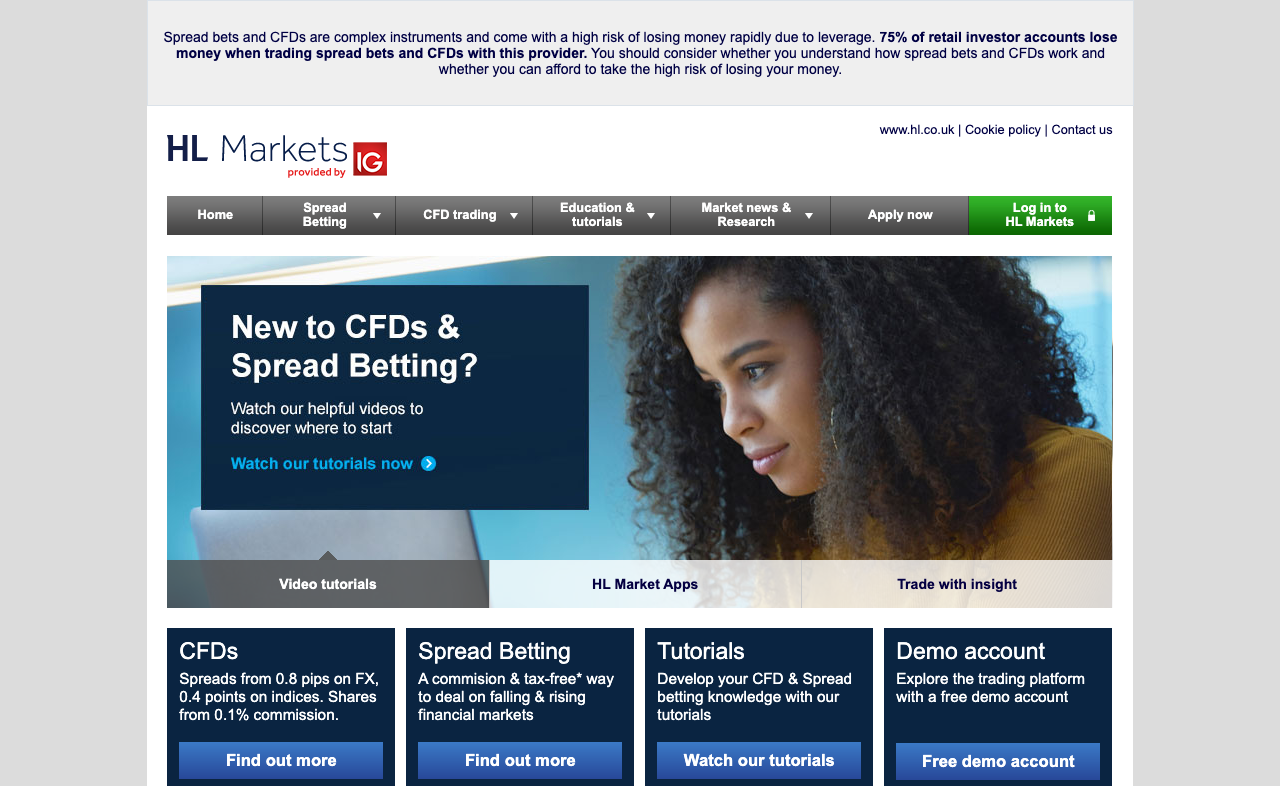 Spread bets and CFDs are complex instruments and come with a high risk of losing money rapidly due to leverage. 75% of retail investor accounts lose
money when trading spread bets and CFDs with this provider. You should consider whether you understand how spread bets and CFDs work and
whether you can afford to take the high risk of losing your money.
www.hl.co.uk | Cookie policy | Contact us
HL Markets
provided by IG
Home
Spread
Betting
CFD trading
Education &
tutorials
Market news &
Research
Apply now
Log in to
HL Markets
New to CFDs &
Spread Betting?
Watch our helpful videos to
discover where to start
Watch our tutorials now
Video tutorials
HL Market Apps
Trade with insight
CFDs
Spreads from 0.8 pips on FX,
0.4 points on indices. Shares
from 0.1% commission.
Find out more
Spread Betting
A commision & tax-free* way
to deal on falling & rising
financial markets
Find out more
Tutorials
Develop your CFD & Spread
betting knowledge with our
tutorials
Watch our tutorials
Demo account
Explore the trading platform
with a free demo account
Free demo account